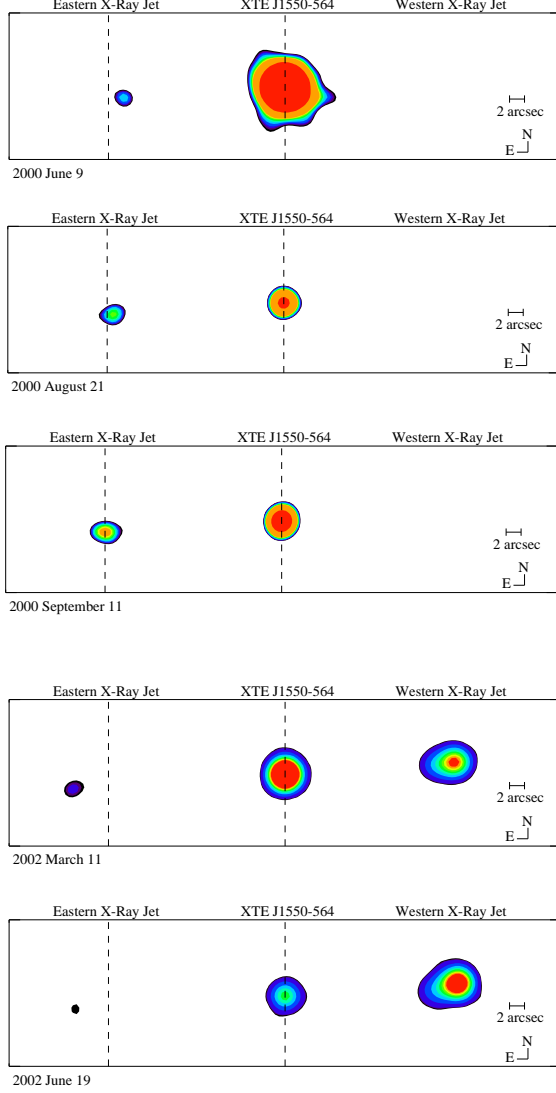 Eastern X-Ray Jet XTE J1550-564 Western X-Ray Jet
2 arcsec
N
E
2000 June 9
Eastern X-Ray Jet XTE J1550-564 Western X-Ray Jet
2 arcsec
N
E
2000 August 21
Eastern X-Ray Jet XTE J1550-564 Western X-Ray Jet
2 arcsec
N
E
2000 September 11
Eastern X-Ray Jet XTE J1550-564 Western X-Ray Jet
2 arcsec
N
E
2002 March 11
Eastern X-Ray Jet XTE J1550-564 Western X-Ray Jet
2 arcsec
N
E
2002 June 19